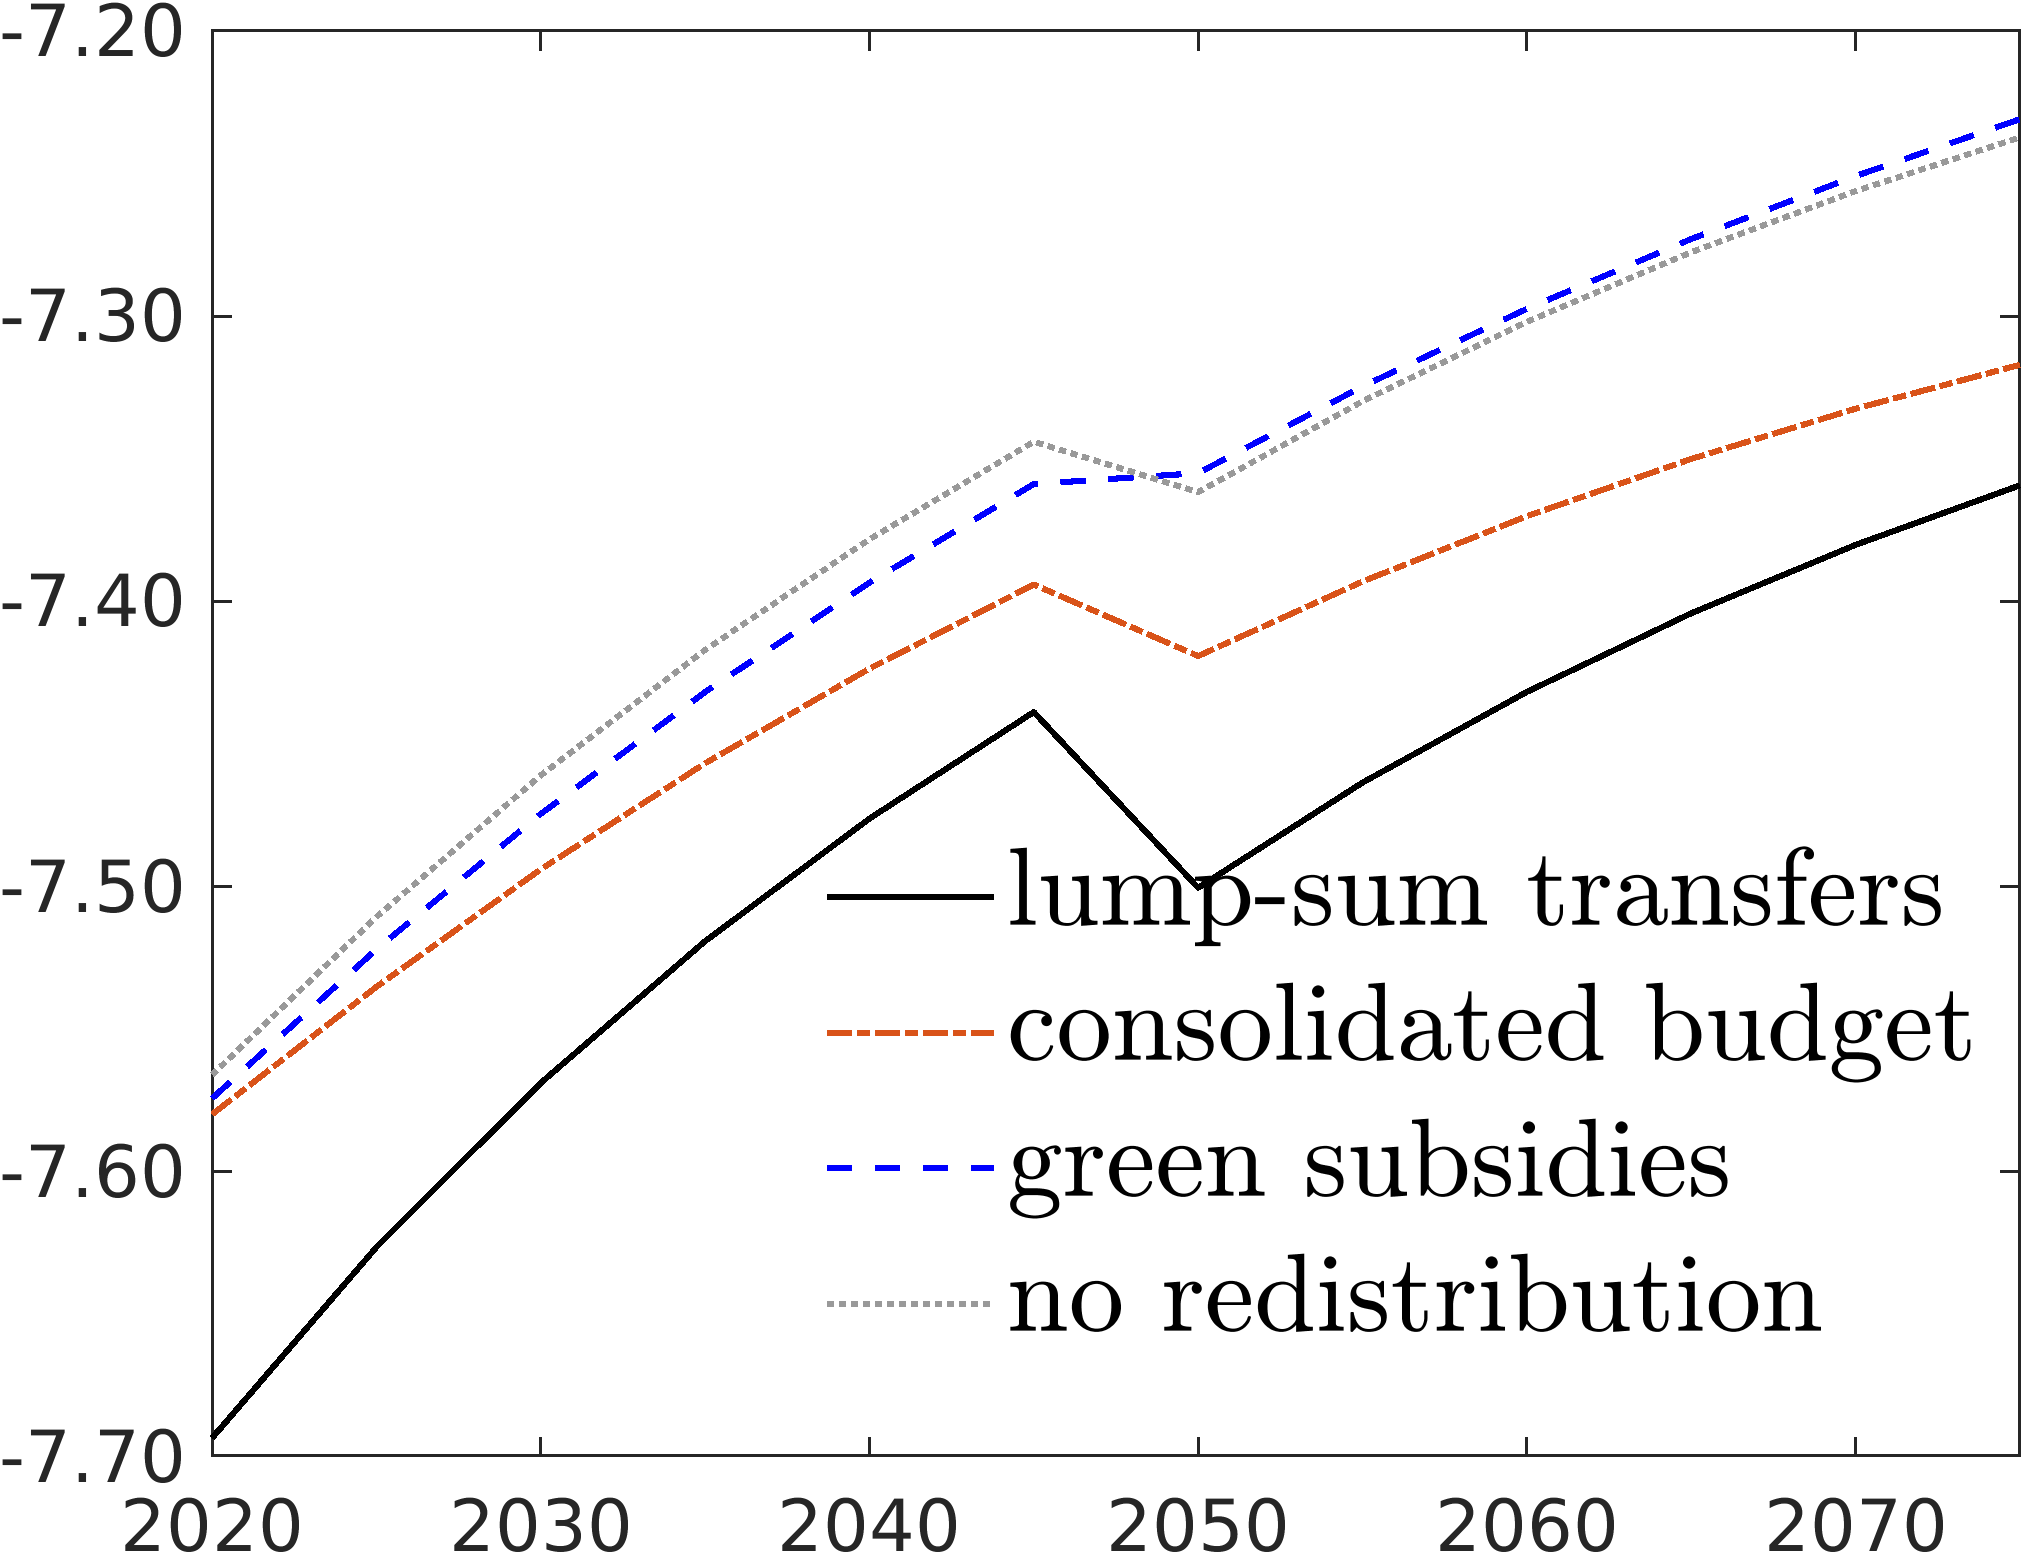 -7.20
-7.30
-7.40
-7.50
-7.60
-7.70
lump-sum transfers
consolidated budget
green subsidies
no redistribution
2020 2030 2040 2050 2060 2070